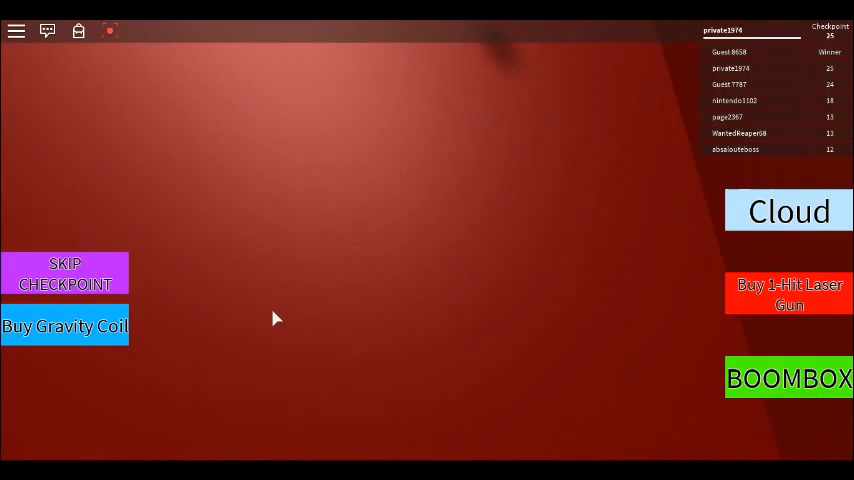 private1974
Checkpoint
25
Guest 8658 Winner
private1974 25
Guest 7787 24
nintendo1102 18
page2367 13
WantedReaper68 13
absalouteboss 12
Cloud
SKIP
CHECKPOINT
Buy 1-Hit Laser
Gun
Buy Gravity Coil
BOOMBOX